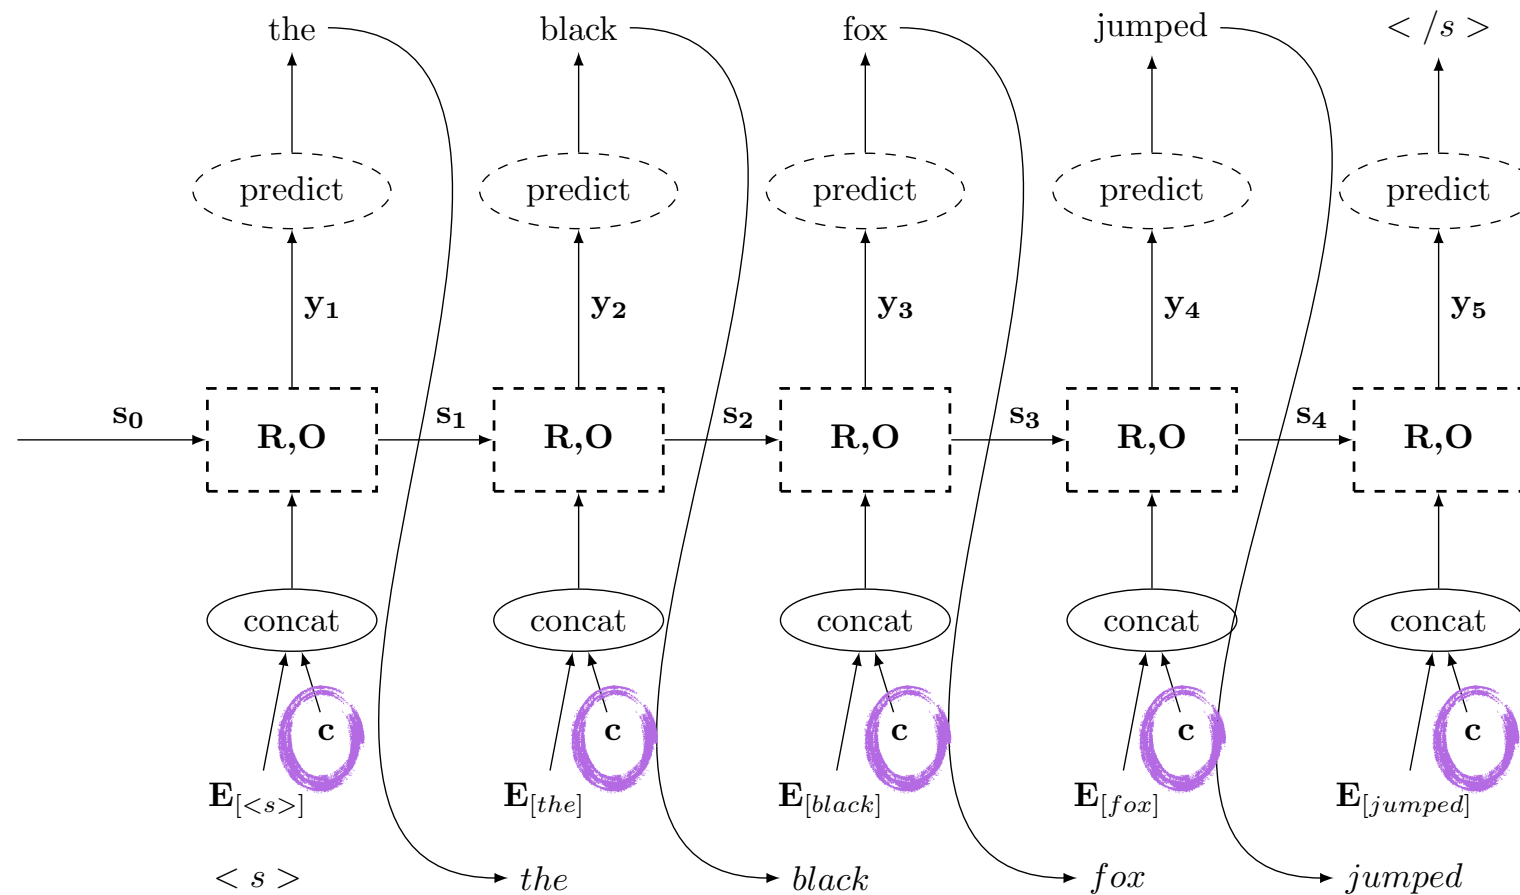 the black fox jumped < /s >
predict predict predict predict predict
y1 y2 y3 y4 y5
s0 s1 s2 s3 s4
R,O R,O R,O R,O R,O
concat concat concat concat concat
c c c c c
E[<s>] E[the] E[black] E[fox] E[jumped]
< s > the black fox jumped